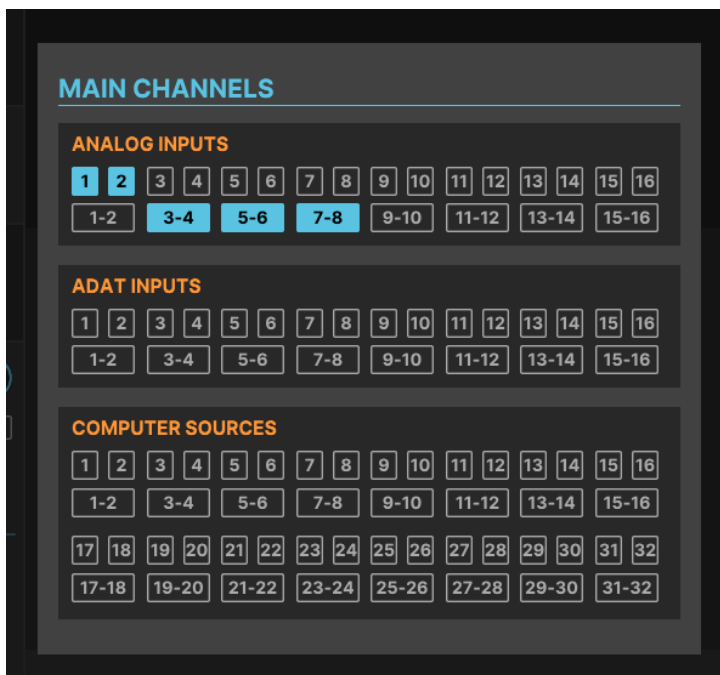 MAIN CHANNELS
ANALOG INPUTS
1 2 3 4 5 6 7 8 9 10 11 12 13 14 15 16
1-2 3-4 5-6 7-8 9-10 11-12 13-14 15-16
ADAT INPUTS
1 2 3 4 5 6 7 8 9 10 11 12 13 14 15 16
1-2 3-4 5-6 7-8 9-10 11-12 13-14 15-16
COMPUTER SOURCES
1 2 3 4 5 6 7 8 9 10 11 12 13 14 15 16
1-2 3-4 5-6 7-8 9-10 11-12 13-14 15-16
17 18 19 20 21 22 23 24 25 26 27 28 29 30 31 32
17-18 19-20 21-22 23-24 25-26 27-28 29-30 31-32